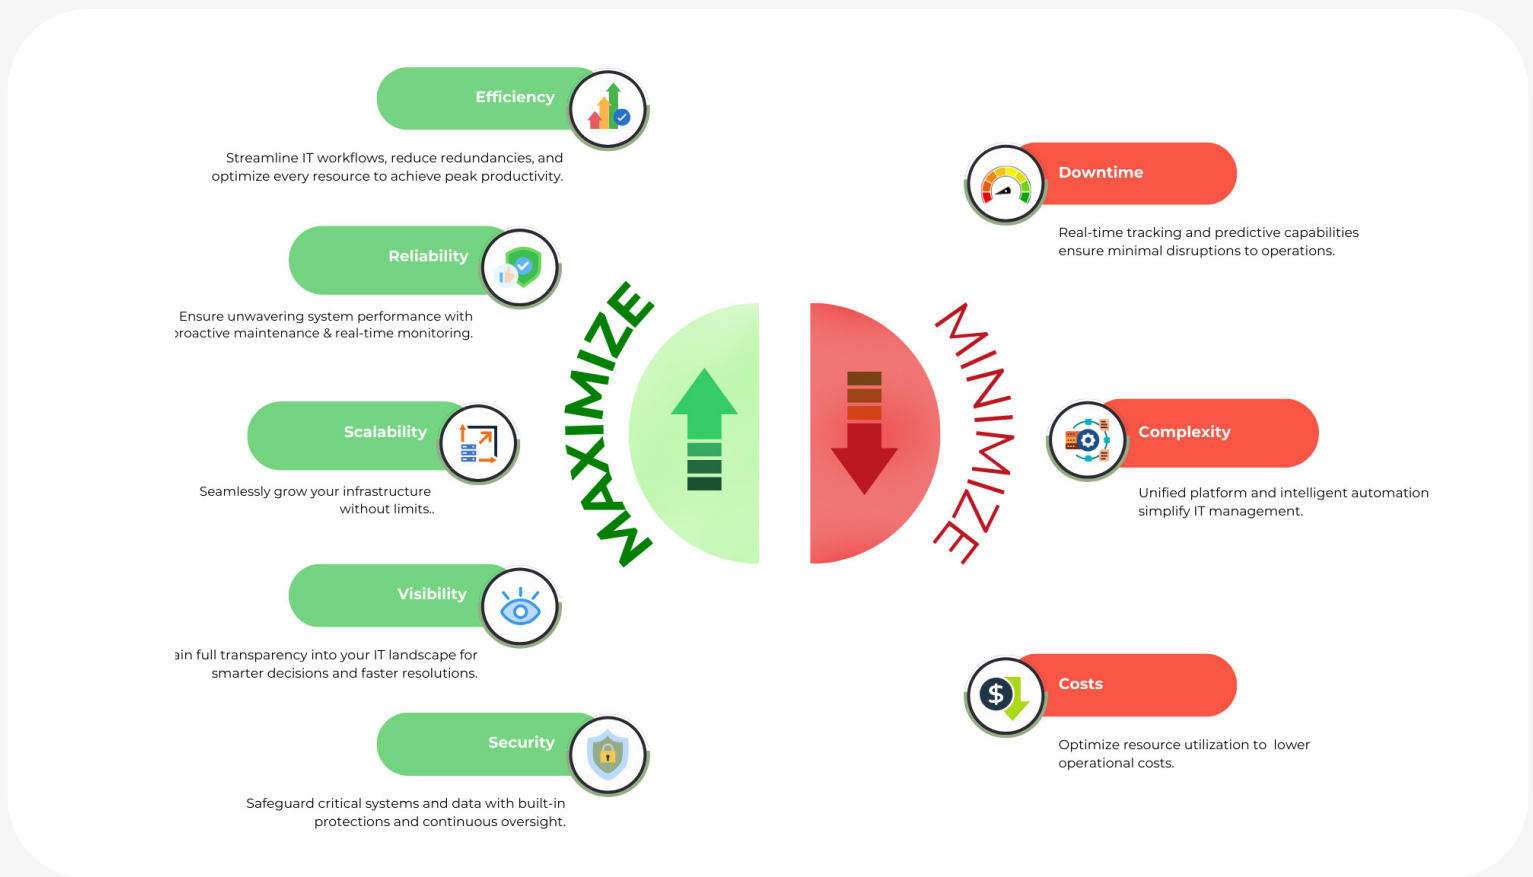 Efficiency
Streamline IT workflows, reduce redundancies, and
optimize every resource to achieve peak productivity.
Reliability
Ensure unwavering system performance with
proactive maintenance & real-time monitoring.
Scalability
Seamlessly grow your infrastructure
without limits..
Visibility
ain full transparency into your IT landscape for
smarter decisions and faster resolutions.
Security
Safeguard critical systems and data with built-in
protections and continuous oversight.
MAXIMIZE
MINIMIZE
Downtime
Real-time tracking and predictive capabilities
ensure minimal disruptions to operations.
Complexity
Unified platform and intelligent automation
simplify IT management.
$
Costs
Optimize resource utilization to  lower
operational costs.